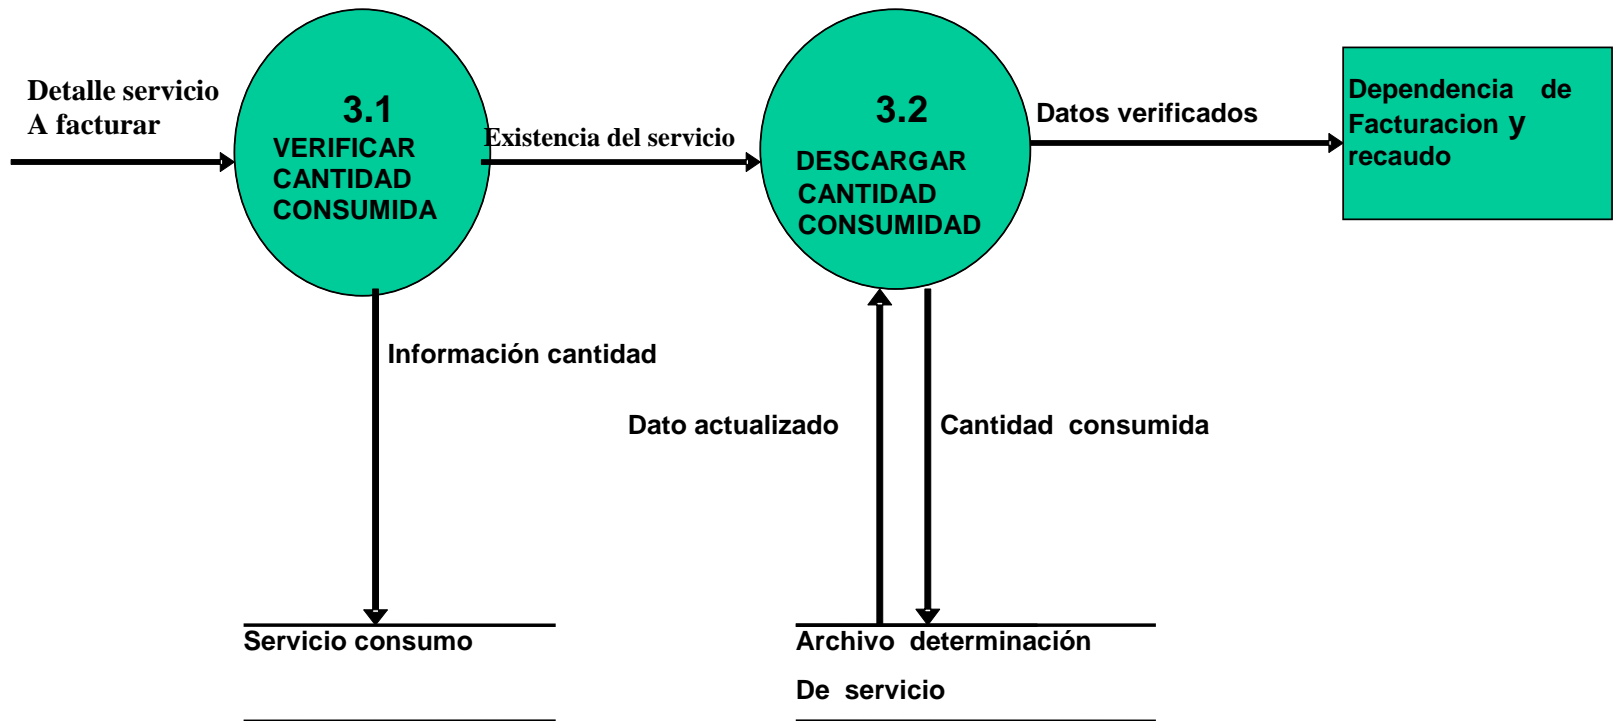 Detalle servicio
A facturar
3.1
VERIFICAR
CANTIDAD
CONSUMIDA
Existencia del servicio
3.2
DESCARGAR
CANTIDAD
CONSUMIDAD
Datos verificados
Dependencia de
Facturacion y
recaudo
Información cantidad
Dato actualizado
Cantidad consumida
Servicio consumo
Archivo determinación
De servicio